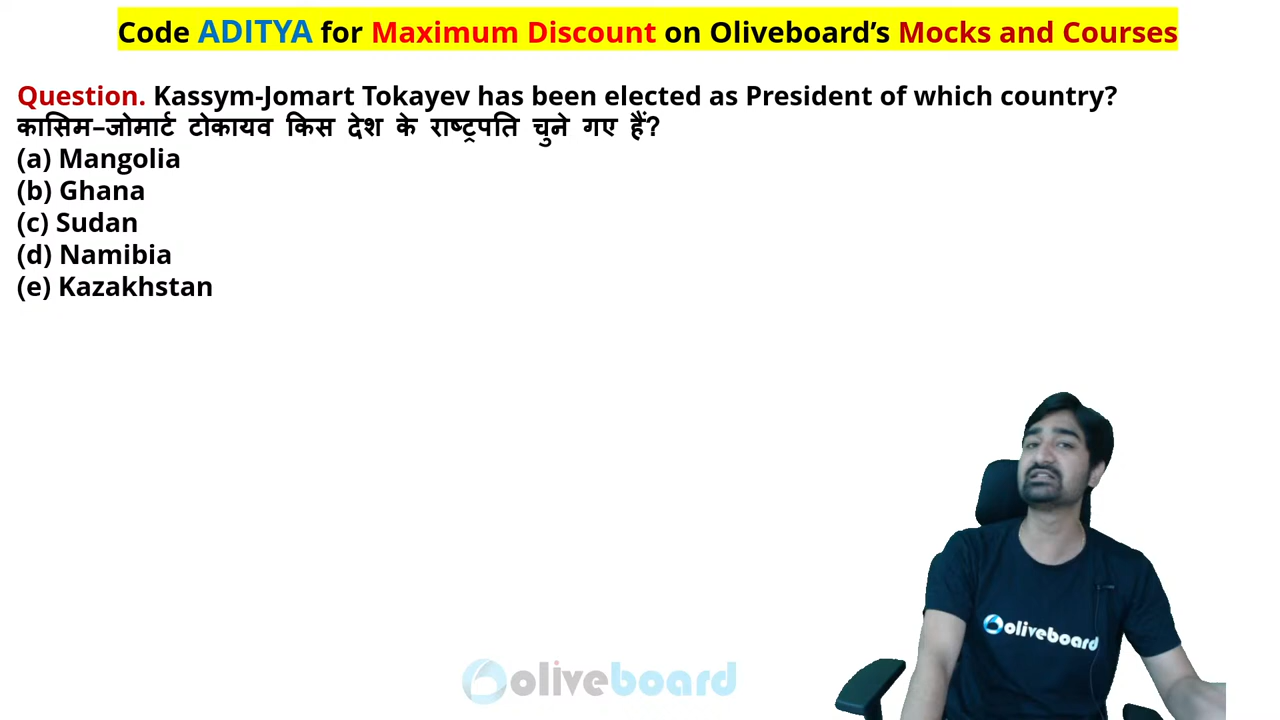 Code ADITYA for Maximum Discount on Oliveboard’s Mocks and Courses
Question. Kassym-Jomart Tokayev has been elected as President of which country?
कासिम–जोमार्ट टोकायव किस देश के राष्ट्रपति चुने गए हैं?
(a) Mangolia
(b) Ghana
(c) Sudan
(d) Namibia
(e) Kazakhstan
oliveboard
oliveboard